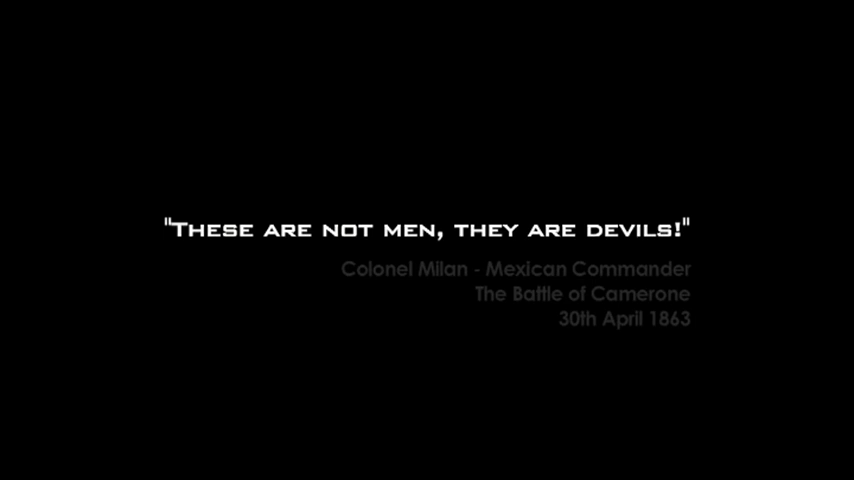 "These are not men, they are devils!"
Colonel Milan - Mexican Commander
The Battle of Camerone
30th April 1863